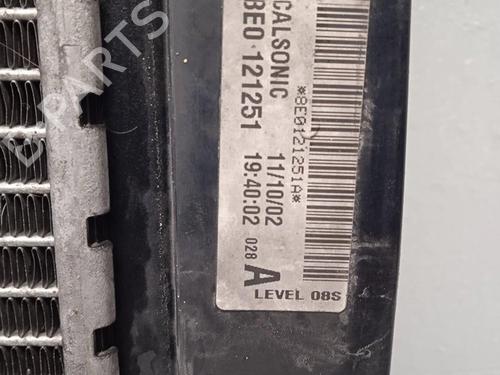 CALSONIC
8E0 121251
11/10/02
19:40:02
028
A
*8E0121251A*
LEVEL 08S
B-PARTS